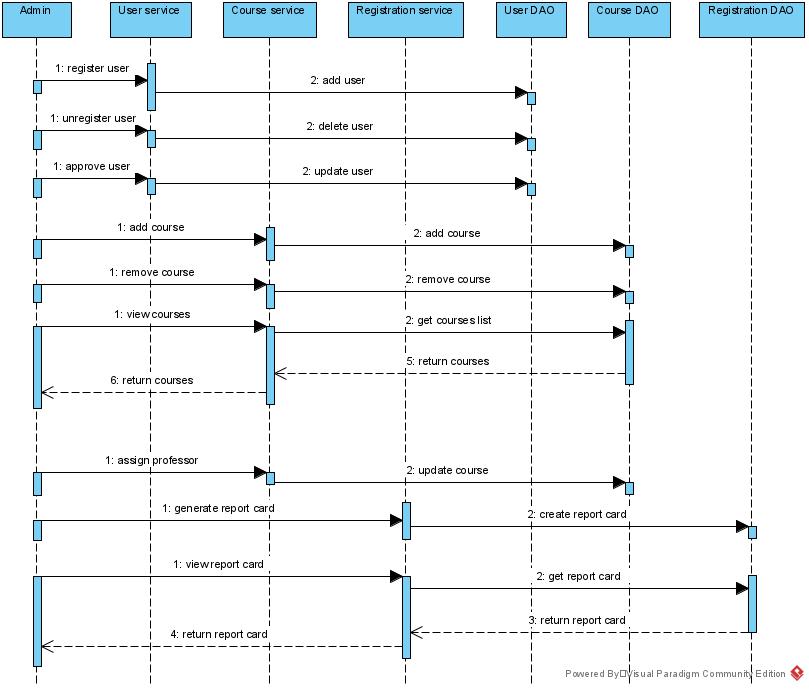 Admin
User service
Course service
Registration service
User DAO
Course DAO
Registration DAO
1: register user
2: add user
1: unregister user
2: delete user
1: approve user
2: update user
1: add course
2: add course
1: remove course
2: remove course
1: view courses
2: get courses list
5: return courses
6: return courses
1: assign professor
2: update course
1: generate report card
2: create report card
1: view report card
2: get report card
3: return report card
4: return report card
Powered By□Visual Paradigm Community Edition